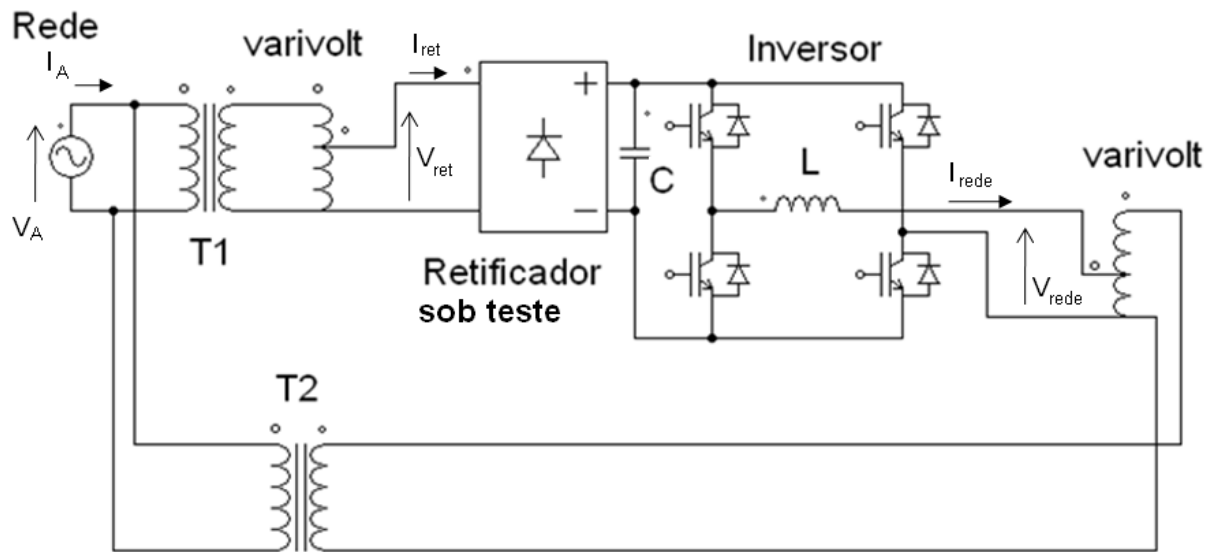 Rede
I_A
V_A
varivolt
I_ret
V_ret
T1
+
−
C
Retificador
sob teste
Inversor
L
I_rede
V_rede
varivolt
T2